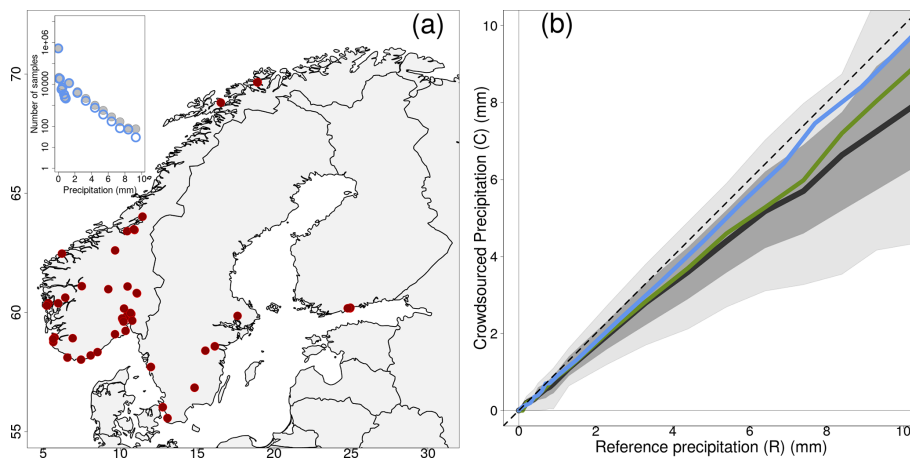 (a)
Number of samples
1e+06
10000
100
10
1
0 2 4 6 8 10
Precipitation (mm)
70
65
60
55
5 10 15 20 25 30
(b)
Crowdsourced Precipitation (C) (mm)
10
8
6
4
2
0
0 2 4 6 8 10
Reference precipitation (R) (mm)